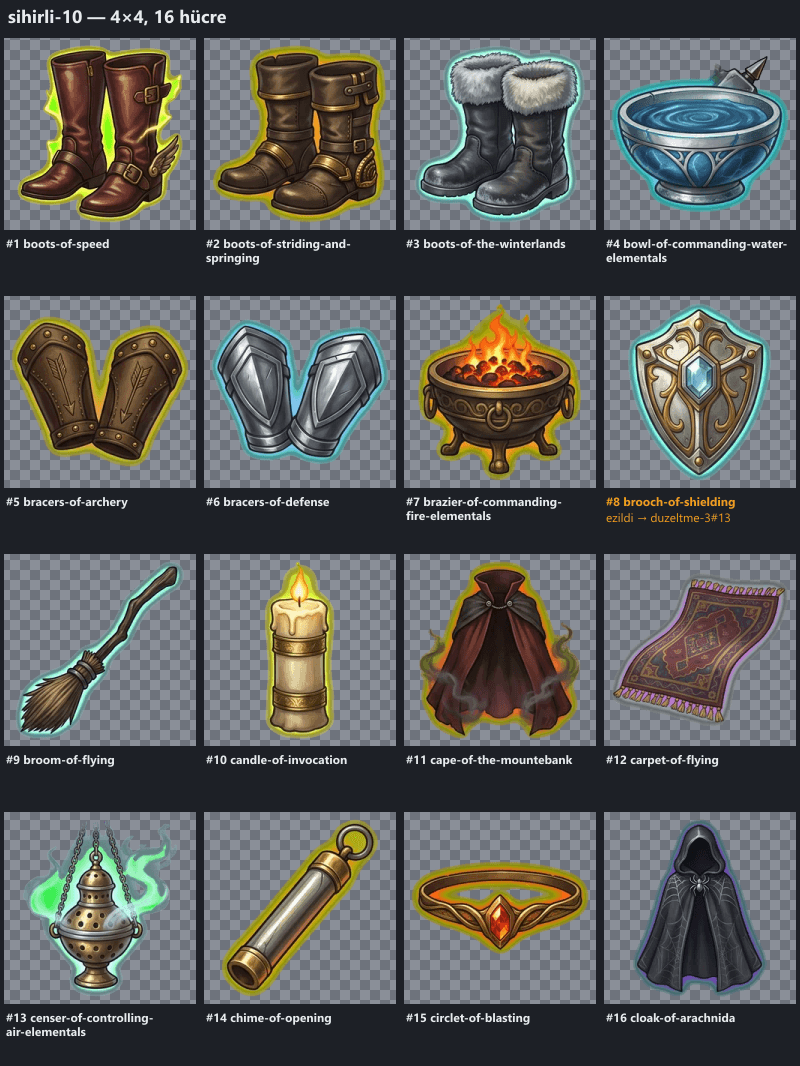 sihirli-10 — 4×4, 16 hücre
#1 boots-of-speed
#2 boots-of-striding-and-
springing
#3 boots-of-the-winterlands
#4 bowl-of-commanding-water-
elementals
#5 bracers-of-archery
#6 bracers-of-defense
#7 brazier-of-commanding-
fire-elementals
#8 brooch-of-shielding
ezildi → duzeltme-3#13
#9 broom-of-flying
#10 candle-of-invocation
#11 cape-of-the-mountebank
#12 carpet-of-flying
#13 censer-of-controlling-
air-elementals
#14 chime-of-opening
#15 circlet-of-blasting
#16 cloak-of-arachnida